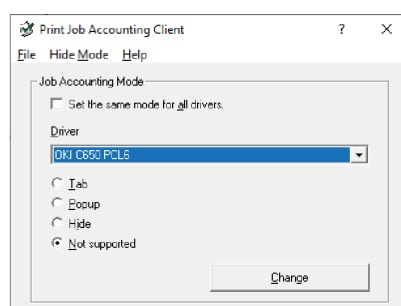 Print Job Accounting Client ? X
File Hide Mode Help
Job Accounting Mode
Set the same mode for all drivers.
Driver
OKI C650 PCL6
Tab
Popup
Hide
Not supported
Change